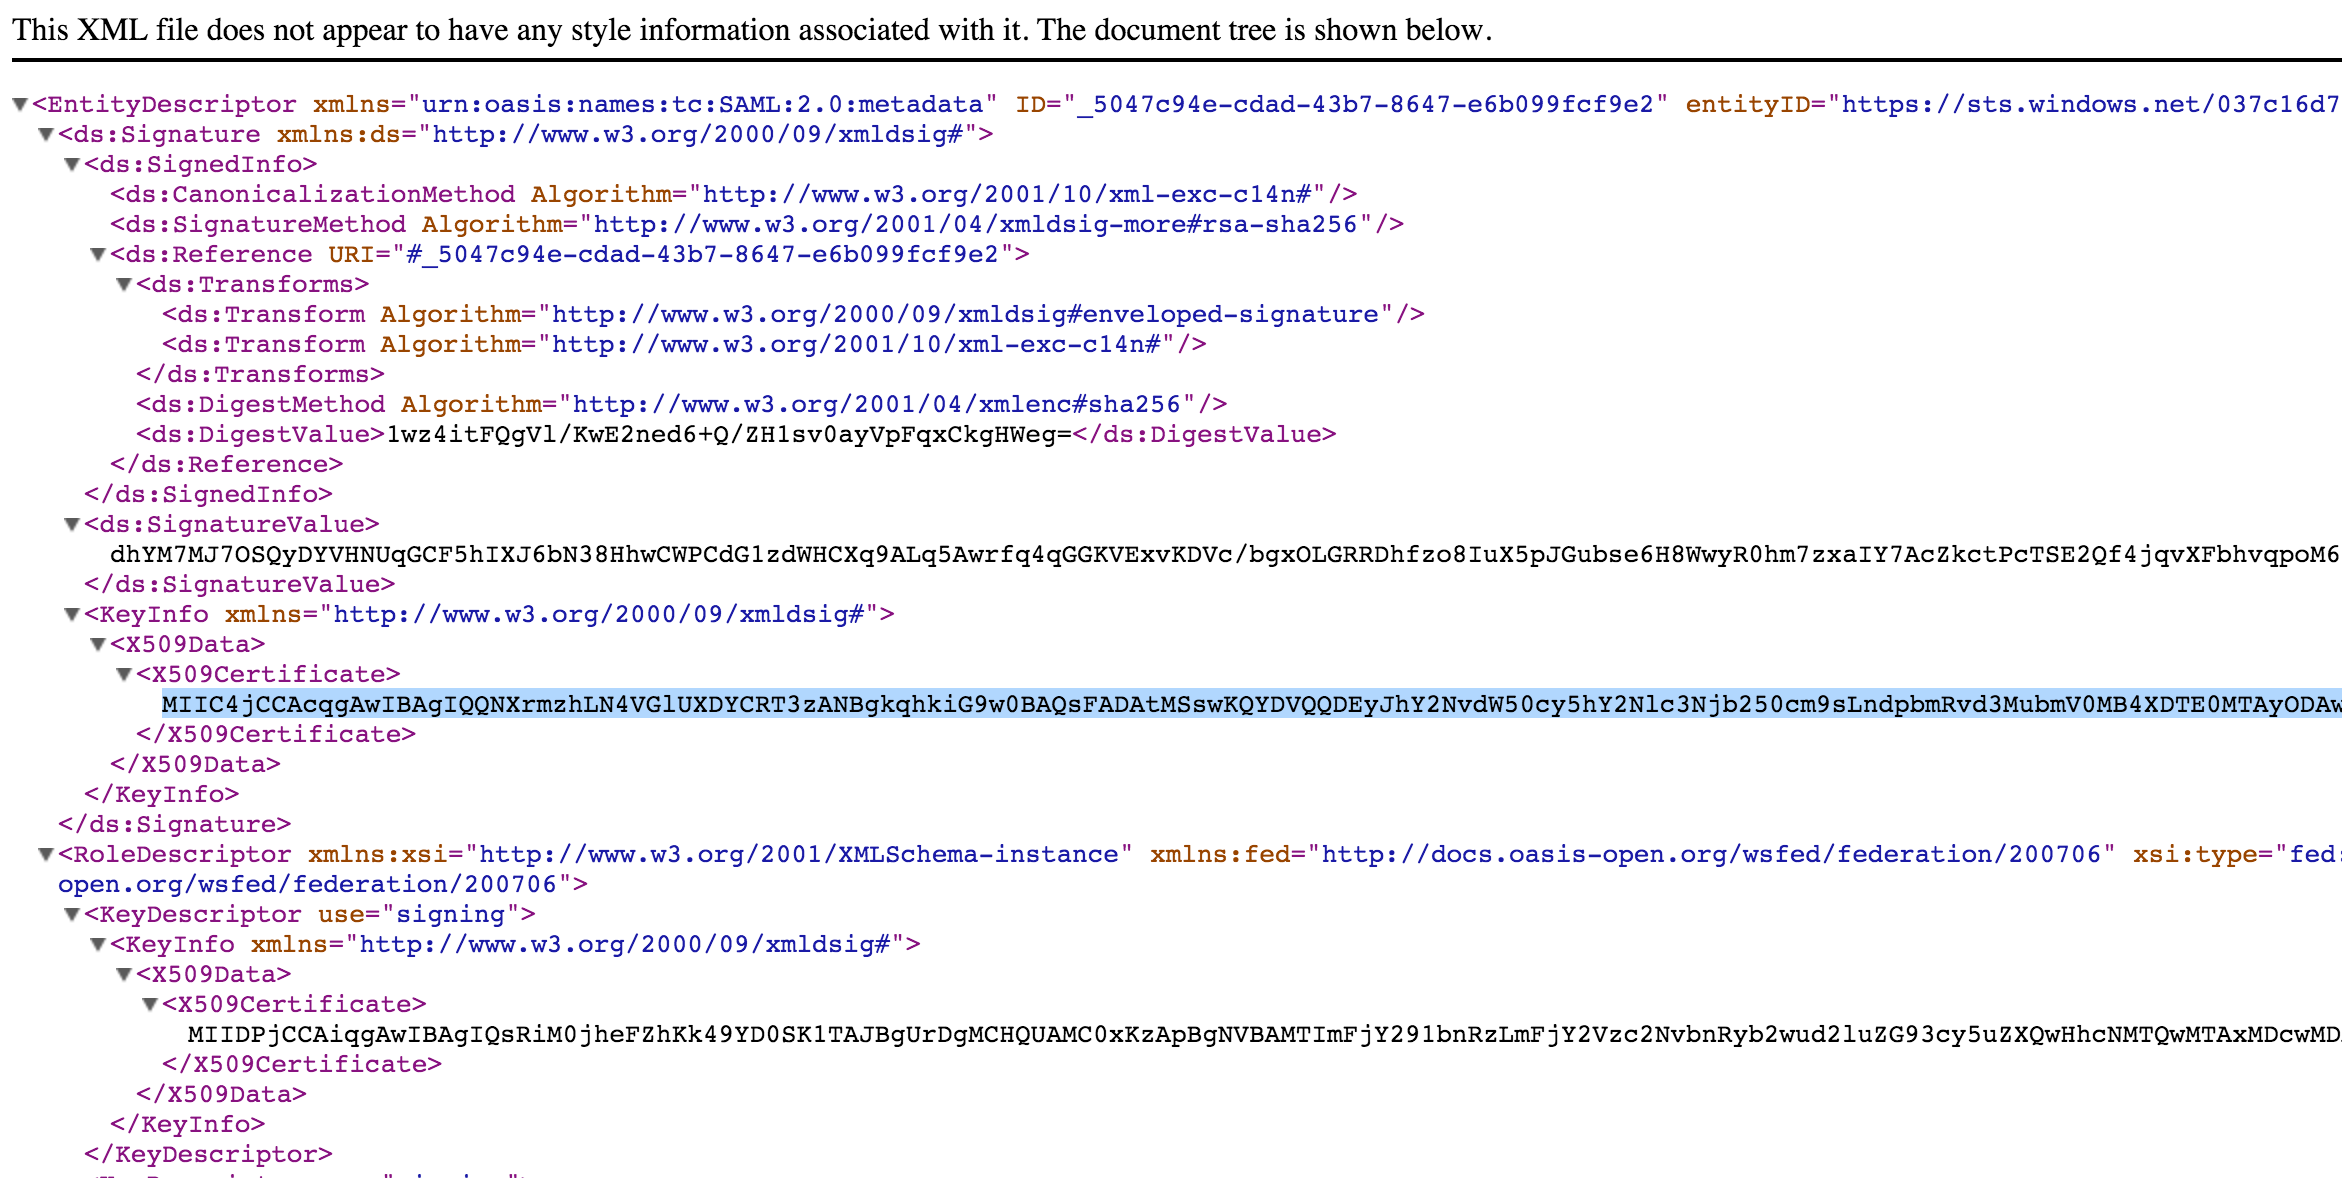 This XML file does not appear to have any style information associated with it. The document tree is shown below.
▼<EntityDescriptor xmlns="urn:oasis:names:tc:SAML:2.0:metadata" ID="_5047c94e-cdad-43b7-8647-e6b099fcf9e2" entityID="https://sts.windows.net/037c16d7
▼<ds:Signature xmlns:ds="http://www.w3.org/2000/09/xmldsig#">
▼<ds:SignedInfo>
<ds:CanonicalizationMethod Algorithm="http://www.w3.org/2001/10/xml-exc-c14n#"/>
<ds:SignatureMethod Algorithm="http://www.w3.org/2001/04/xmldsig-more#rsa-sha256"/>
▼<ds:Reference URI="#_5047c94e-cdad-43b7-8647-e6b099fcf9e2">
▼<ds:Transforms>
<ds:Transform Algorithm="http://www.w3.org/2000/09/xmldsig#enveloped-signature"/>
<ds:Transform Algorithm="http://www.w3.org/2001/10/xml-exc-c14n#"/>
</ds:Transforms>
<ds:DigestMethod Algorithm="http://www.w3.org/2001/04/xmlenc#sha256"/>
<ds:DigestValue>1wz4itFQgVl/KwE2ned6+Q/ZH1sv0ayVpFqxCkgHWeg=</ds:DigestValue>
</ds:Reference>
</ds:SignedInfo>
▼<ds:SignatureValue>
dhYM7MJ7OSQyDYVHNUqGCF5hIXJ6bN38HhwCWPCdG1zdWHCXq9ALq5Awrfq4qGGKVExvKDVc/bgxOLGRRDhfzo8IuX5pJGubse6H8WwyR0hm7zxaIY7AcZkctPcTSE2Qf4jqvXFbhvqpoM6
</ds:SignatureValue>
▼<KeyInfo xmlns="http://www.w3.org/2000/09/xmldsig#">
▼<X509Data>
▼<X509Certificate>
MIIC4jCCAcqgAwIBAgIQQNXrmzhLN4VGlUXDYCRT3zANBgkqhkiG9w0BAQsFADAtMSswKQYDVQQDEyJhY2NvdW50cy5hY2Nlc3Njb250cm9sLndpbmRvd3MubmV0MB4XDTE0MTAyODAw
</X509Certificate>
</X509Data>
</KeyInfo>
</ds:Signature>
▼<RoleDescriptor xmlns:xsi="http://www.w3.org/2001/XMLSchema-instance" xmlns:fed="http://docs.oasis-open.org/wsfed/federation/200706" xsi:type="fed:
open.org/wsfed/federation/200706">
▼<KeyDescriptor use="signing">
▼<KeyInfo xmlns="http://www.w3.org/2000/09/xmldsig#">
▼<X509Data>
▼<X509Certificate>
MIIDPjCCAiqgAwIBAgIQsRiM0jheFZhKk49YD0SK1TAJBgUrDgMCHQUAMC0xKzApBgNVBAMTImFjY291bnRzLmFjY2Vzc2NvbnRyb2wud2luZG93cy5uZXQwHhcNMTQwMTAxMDcwMD
</X509Certificate>
</X509Data>
</KeyInfo>
</KeyDescriptor>